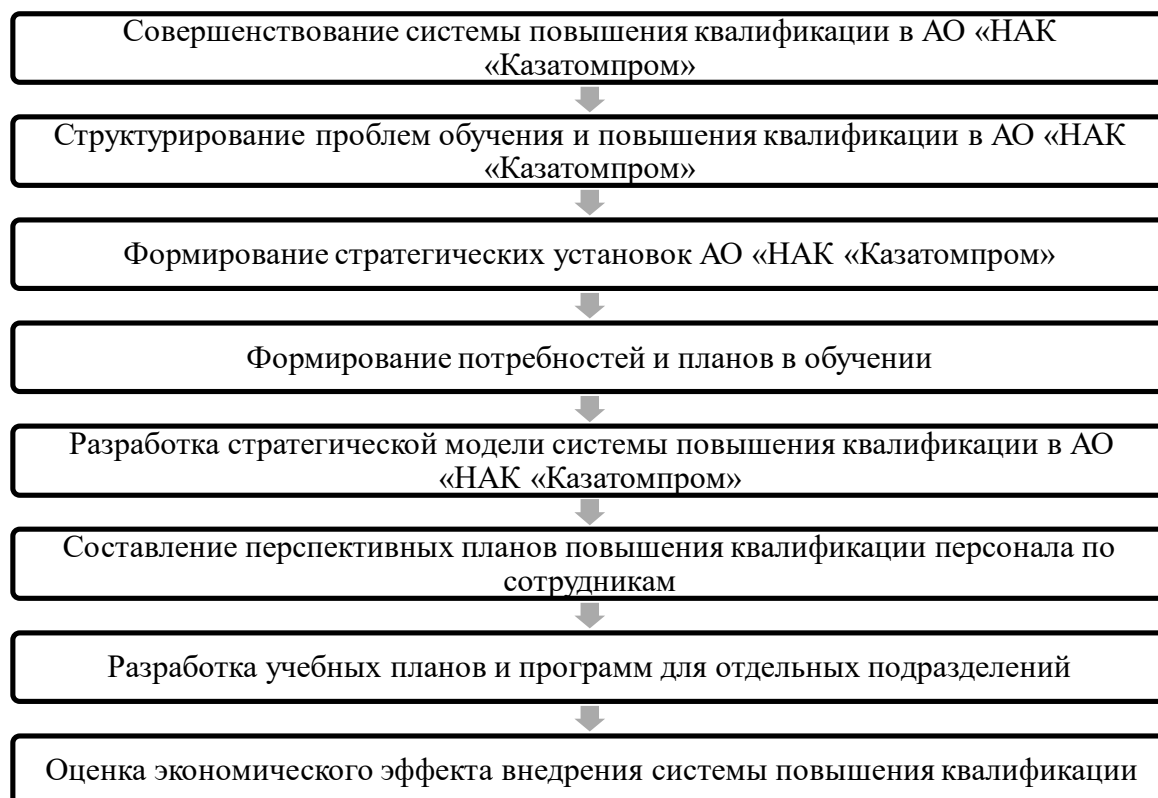 Совершенствование системы повышения квалификации в АО «НАК
«Казатомпром»
Структурирование проблем обучения и повышения квалификации в АО «НАК
«Казатомпром»
Формирование стратегических установок АО «НАК «Казатомпром»
Формирование потребностей и планов в обучении
Разработка стратегической модели системы повышения квалификации в АО
«НАК «Казатомпром»
Составление перспективных планов повышения квалификации персонала по
сотрудникам
Разработка учебных планов и программ для отдельных подразделений
Оценка экономического эффекта внедрения системы повышения квалификации